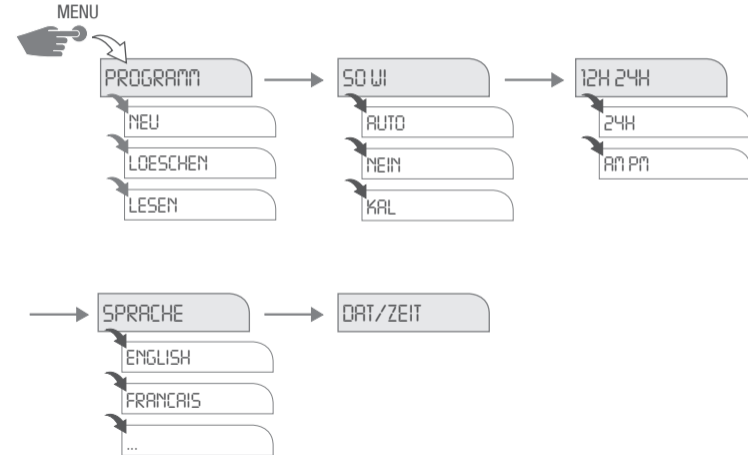 MENU
PROGRAMM
SO WI
12H 24H
NEU
AUTO
24H
LOESCHEN
NEIN
AM PM
LESEN
KAL
SPRACHE
DAT/ZEIT
ENGLISH
FRANCAIS
...